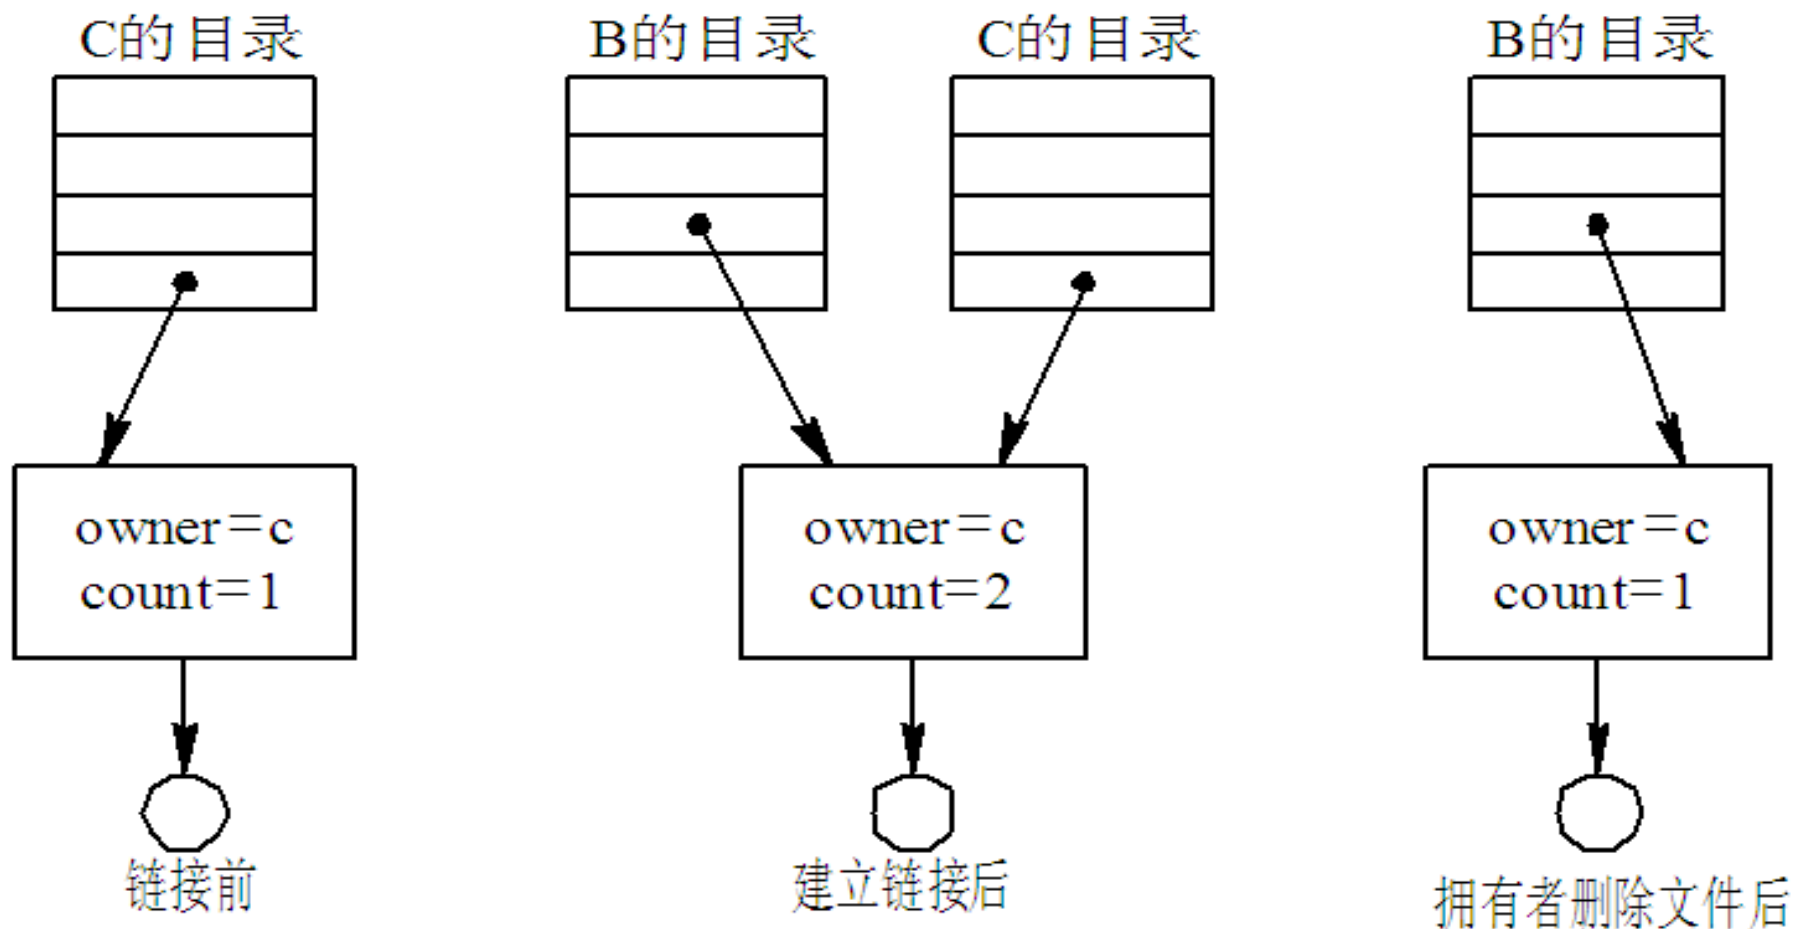 C的目录
B的目录
C的目录
B的目录
owner=c
count=1
owner=c
count=2
owner=c
count=1
链接前
建立链接后
拥有者删除文件后